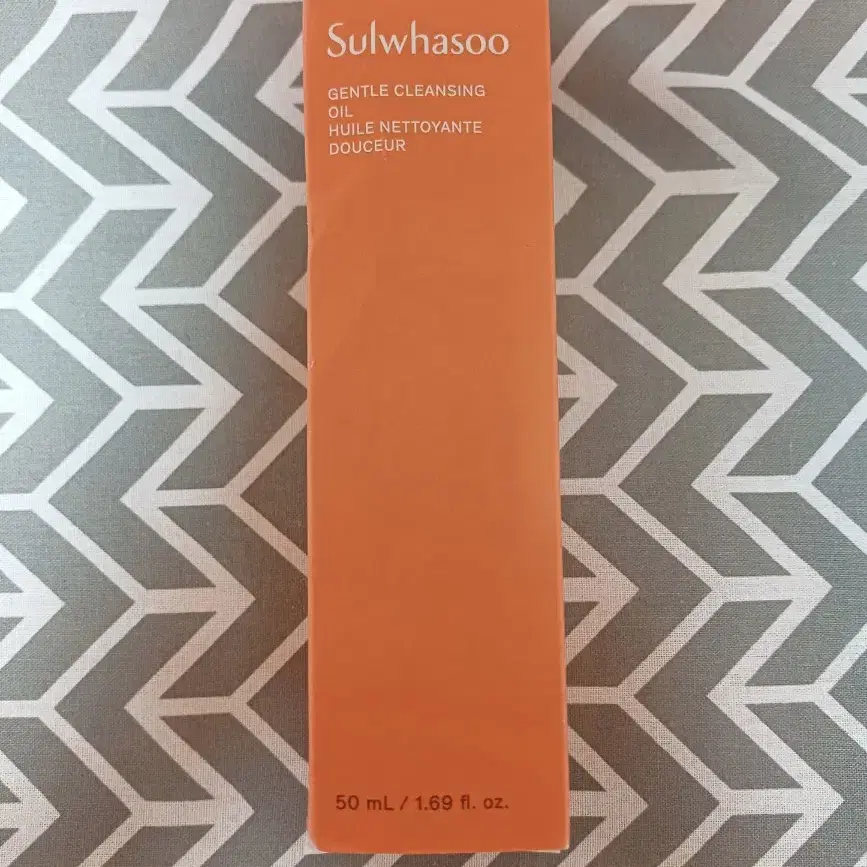 Sulwhasoo
GENTLE CLEANSING
OIL
HUILE NETTOYANTE
DOUCEUR
50 mL / 1.69 fl. oz.